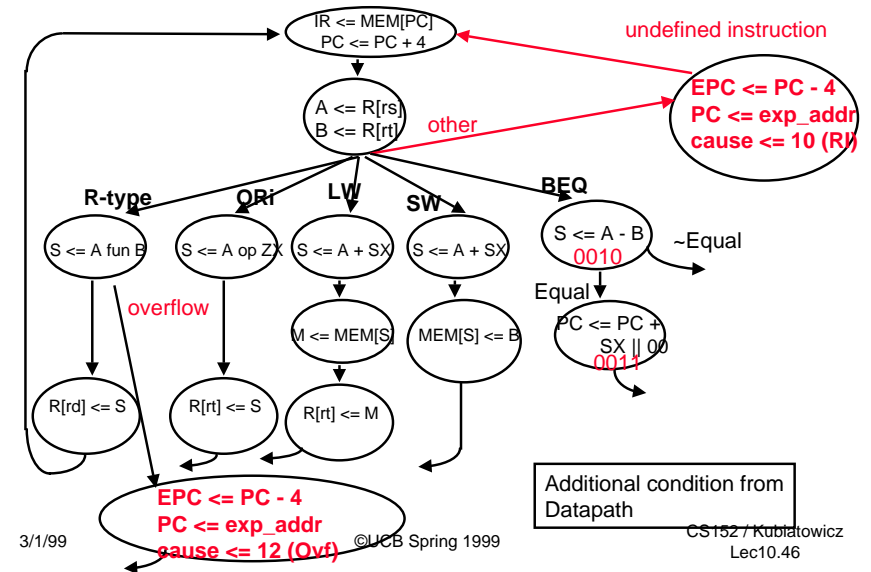 IR <= MEM[PC]
PC <= PC + 4
undefined instruction
EPC <= PC - 4
PC <= exp_addr
cause <= 10 (RI)
A <= R[rs]
B <= R[rt]
other
R-type
ORi
LW
SW
BEQ
S <= A fun B
S <= A op ZX
S <= A + SX
S <= A + SX
S <= A - B
0010
~Equal
Equal
overflow
M <= MEM[S]
MEM[S] <= B
PC <= PC +
SX || 00
0011
R[rd] <= S
R[rt] <= S
R[rt] <= M
EPC <= PC - 4
PC <= exp_addr
cause <= 12 (Ovf)
Additional condition from
Datapath
3/1/99
©UCB Spring 1999
CS152 / Kubiatowicz
Lec10.46